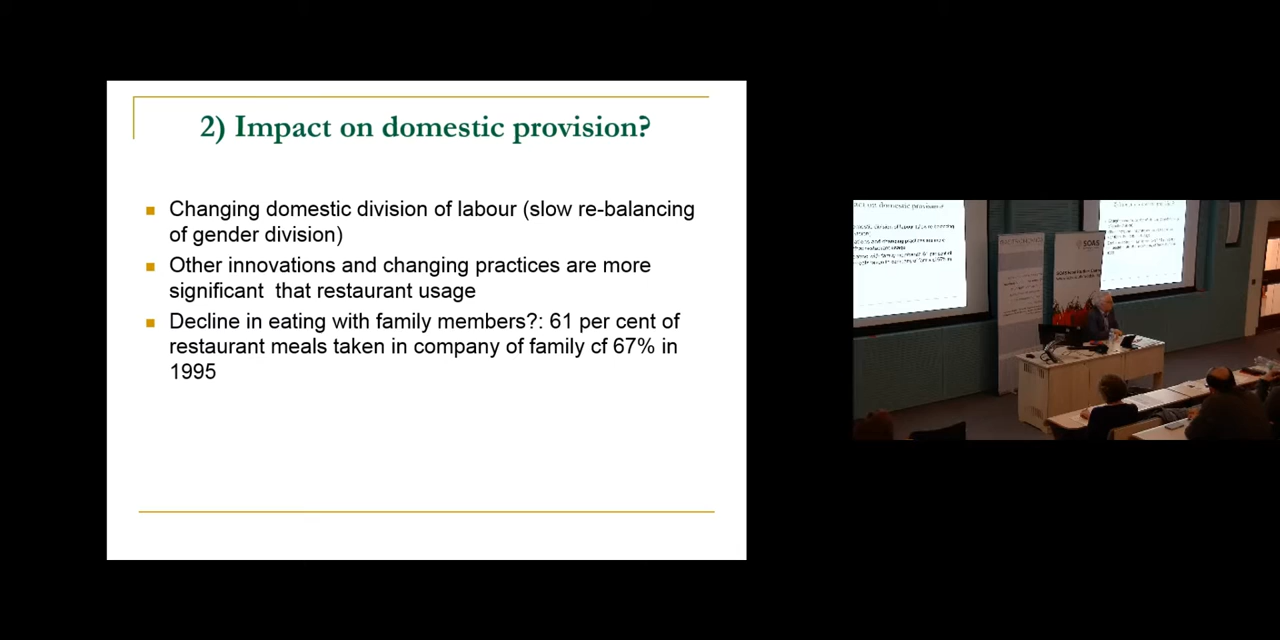 2) Impact on domestic provision?
Changing domestic division of labour (slow re-balancing
of gender division)
Other innovations and changing practices are more
significant that restaurant usage
Decline in eating with family members?: 61 per cent of
restaurant meals taken in company of family cf 67% in
1995
SOAS